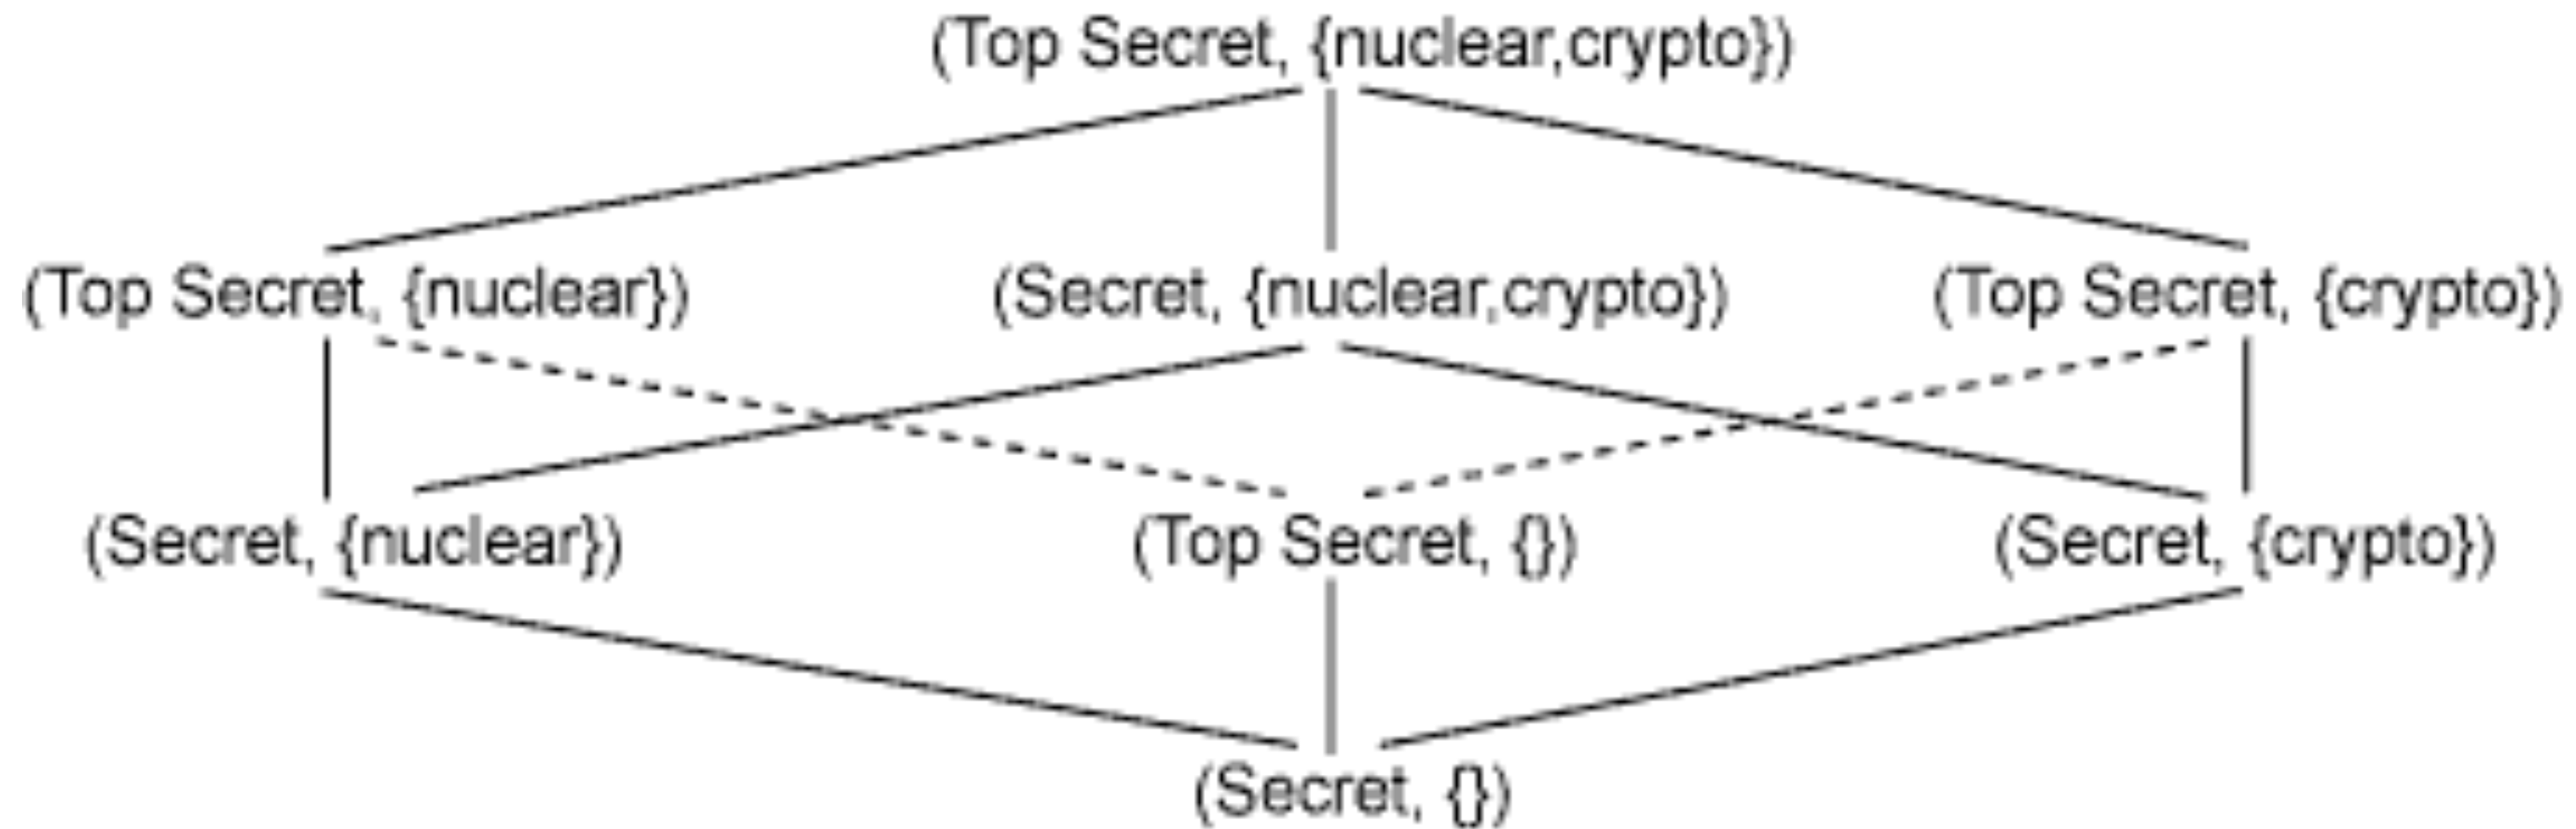 (Top Secret, {nuclear,crypto})
(Top Secret, {nuclear})
(Secret, {nuclear,crypto})
(Top Secret, {crypto})
(Secret, {nuclear})
(Top Secret, {})
(Secret, {crypto})
(Secret, {})